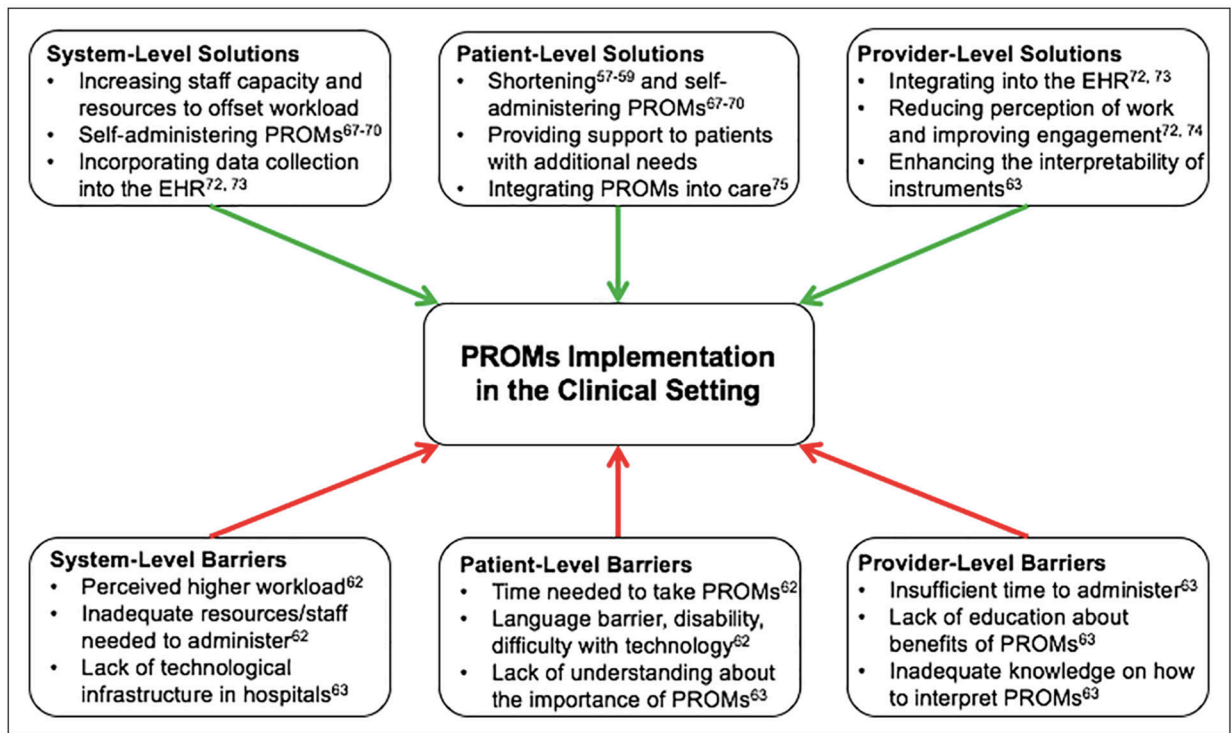 System-Level Solutions
• Increasing staff capacity and
resources to offset workload
• Self-administering PROMs67-70
• Incorporating data collection
into the EHR72, 73
Patient-Level Solutions
• Shortening57-59 and self-
administering PROMs67-70
• Providing support to patients
with additional needs
• Integrating PROMs into care75
Provider-Level Solutions
• Integrating into the EHR72, 73
• Reducing perception of work
and improving engagement72, 74
• Enhancing the interpretability of
instruments63
PROMs Implementation
in the Clinical Setting
System-Level Barriers
• Perceived higher workload62
• Inadequate resources/staff
needed to administer62
• Lack of technological
infrastructure in hospitals63
Patient-Level Barriers
• Time needed to take PROMs62
• Language barrier, disability,
difficulty with technology62
• Lack of understanding about
the importance of PROMs63
Provider-Level Barriers
• Insufficient time to administer63
• Lack of education about
benefits of PROMs63
• Inadequate knowledge on how
to interpret PROMs63